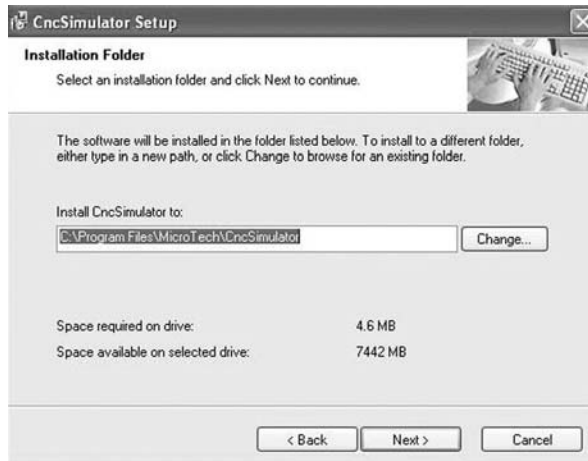 CncSimulator Setup
Installation Folder
Select an installation folder and click Next to continue.
The software will be installed in the folder listed below. To install to a different folder,
either type in a new path, or click Change to browse for an existing folder.
Install CncSimulator to:
C:\Program Files\MicroTech\CncSimulator
Change...
Space required on drive: 4.6 MB
Space available on selected drive: 7442 MB
< Back Next > Cancel